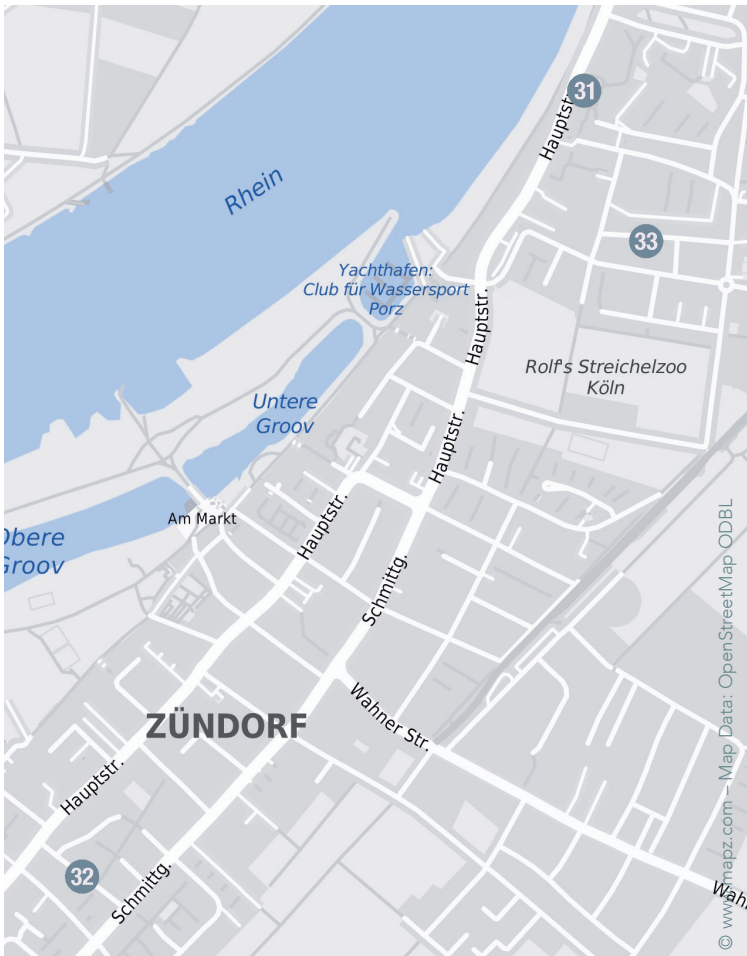 31
Hauptstr.
Rhein
33
Yachthafen:
Club für Wassersport
Porz
Hauptstr.
Rolf's Streichelzoo
Köln
Untere
Groov
Hauptstr.
Hauptstr.
Am Markt
Obere
Groov
Schmittg.
Wahner Str.
ZÜNDORF
Hauptstr.
32
Schmittg.
Wahn
© www.mapz.com – Map Data: OpenStreetMap ODBL